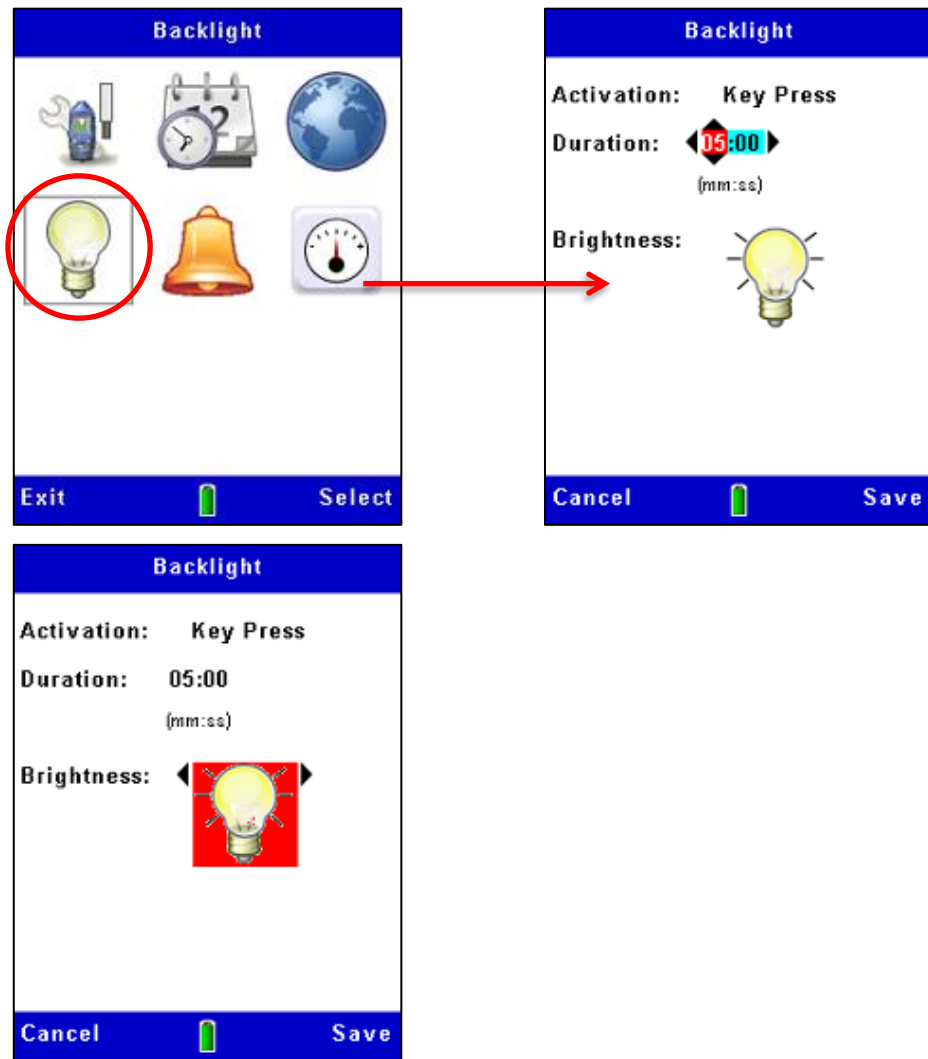 Backlight
12
Exit Select
Backlight
Activation: Key Press
Duration: 05:00
(mm:ss)
Brightness:
Cancel Save
Backlight
Activation: Key Press
Duration: 05:00
(mm:ss)
Brightness:
Cancel Save